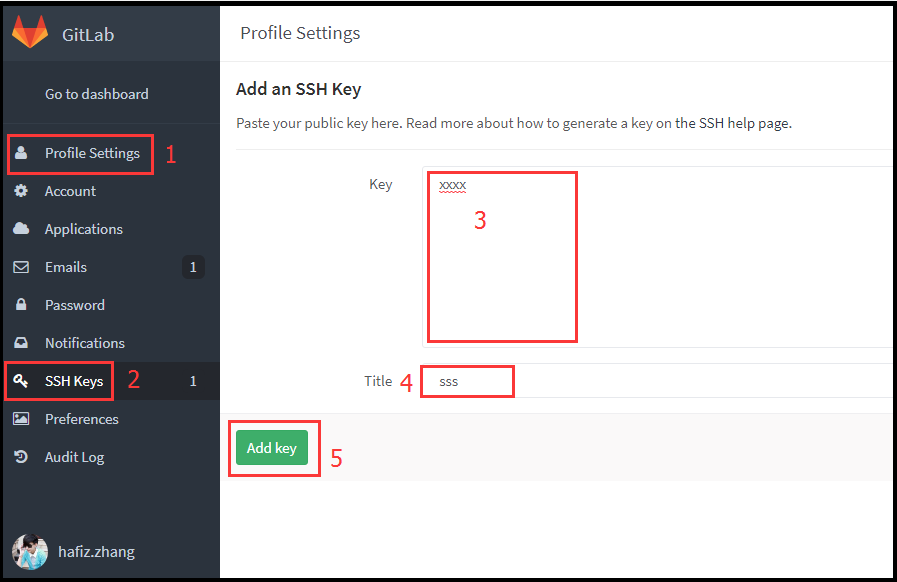 GitLab
Profile Settings
Go to dashboard
Add an SSH Key
Paste your public key here. Read more about how to generate a key on the SSH help page.
Profile Settings 1
Account
Applications
Emails 1
Password
Notifications
SSH Keys 2 1
Preferences
Audit Log
hafiz.zhang
Key xxxx
3
Title 4 sss
Add key 5